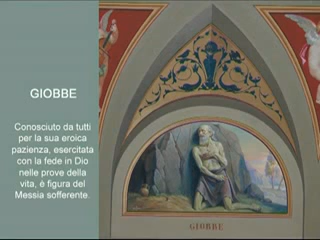 GIOBBE
Conosciuto da tutti
per la sua eroica
pazienza, esercitata
con la fede in Dio
nelle prove della
vita, è figura del
Messia sofferente.
GIOBBE